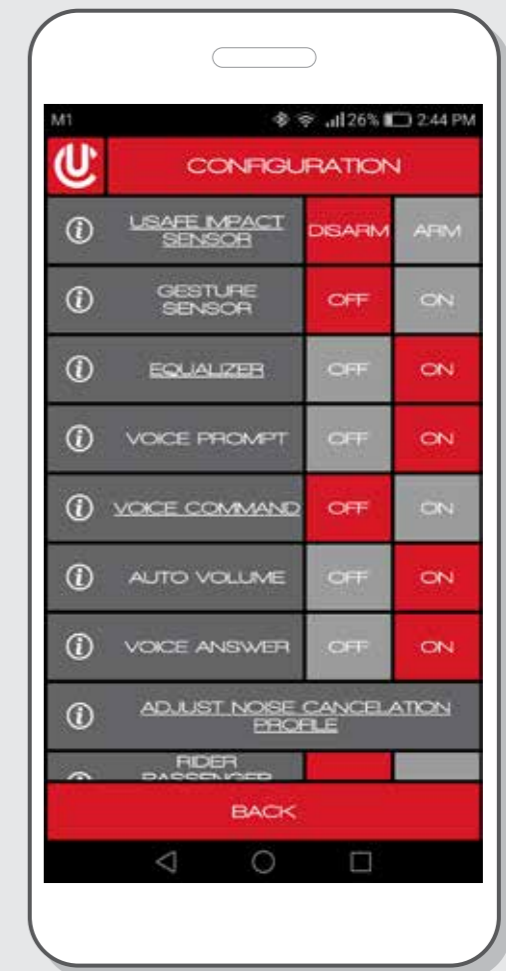 M1 26% 2:44 PM
CONFIGURATION
USAFE IMPACT
SENSOR
DISARM ARM
GESTURE
SENSOR
OFF ON
EQUALIZER OFF ON
VOICE PROMPT OFF ON
VOICE COMMAND OFF ON
AUTO VOLUME OFF ON
VOICE ANSWER OFF ON
ADJUST NOISE CANCELATION
PROFILE
RIDER
PASSENGER
BACK